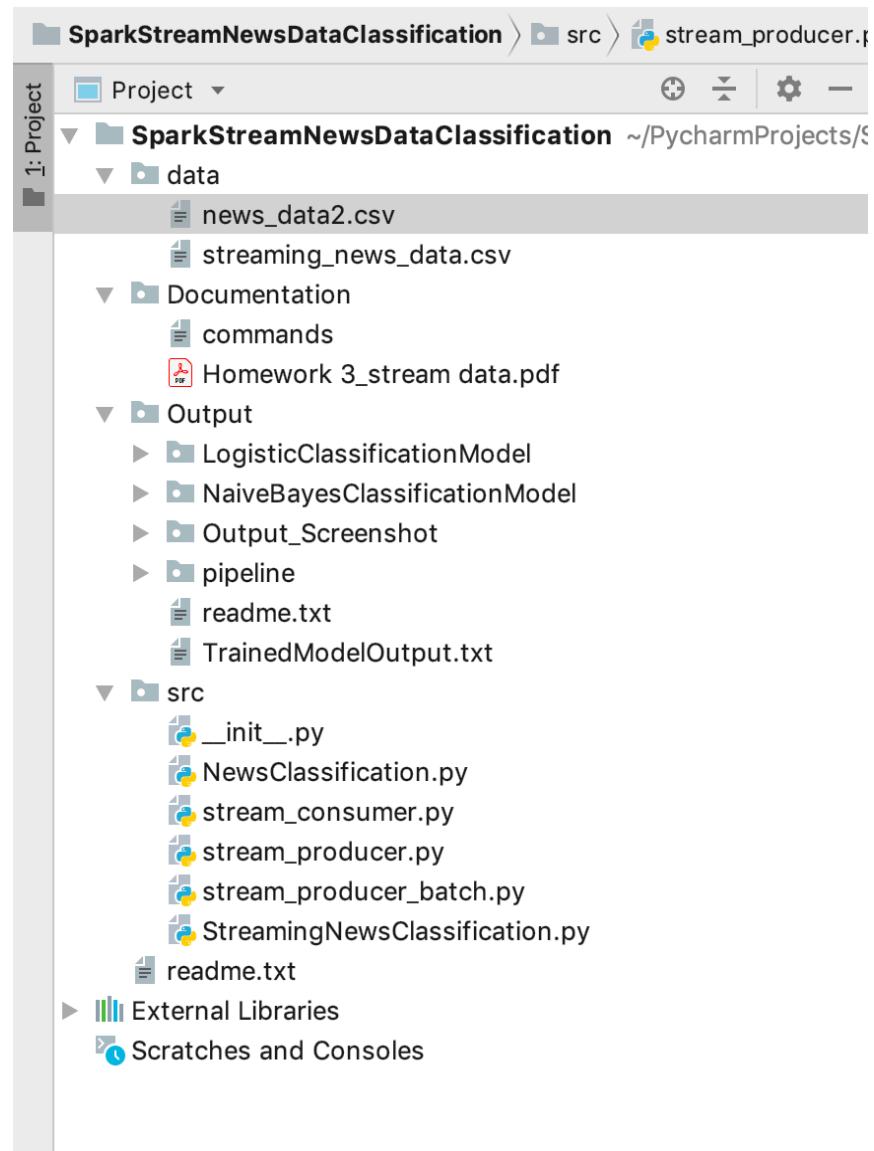 SparkStreamNewsDataClassification src stream_producer.p
1: Project
Project
SparkStreamNewsDataClassification ~/PycharmProjects/S
data
news_data2.csv
streaming_news_data.csv
Documentation
commands
Homework 3_stream data.pdf
Output
LogisticClassificationModel
NaiveBayesClassificationModel
Output_Screenshot
pipeline
readme.txt
TrainedModelOutput.txt
src
__init__.py
NewsClassification.py
stream_consumer.py
stream_producer.py
stream_producer_batch.py
StreamingNewsClassification.py
readme.txt
External Libraries
Scratches and Consoles